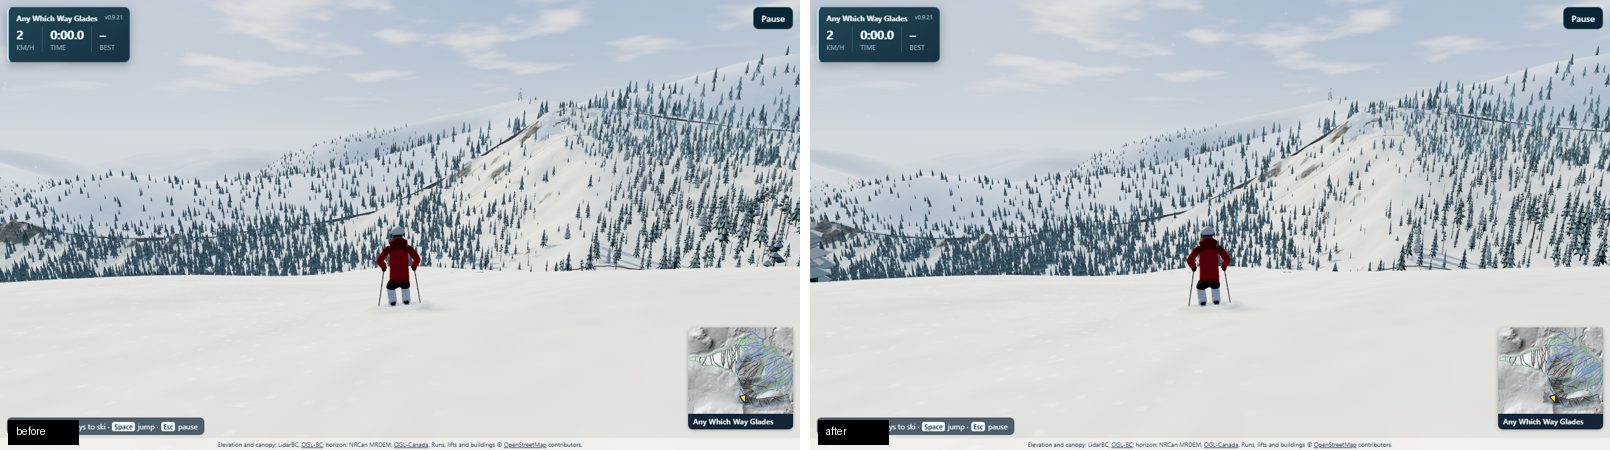 Any Which Way Glades v0.9.21
2 0:00.0 –
KM/H TIME BEST
Pause
Any Which Way Glades
before ys to ski · Space jump · Esc pause
Elevation and canopy: LidarBC, OGL-BC; horizon: NRCan MRDEM, OGL-Canada. Runs, lifts and buildings © OpenStreetMap contributors.
Any Which Way Glades v0.9.21
2 0:00.0 –
KM/H TIME BEST
Pause
Any Which Way Glades
after ys to ski · Space jump · Esc pause
Elevation and canopy: LidarBC, OGL-BC; horizon: NRCan MRDEM, OGL-Canada. Runs, lifts and buildings © OpenStreetMap contributors.